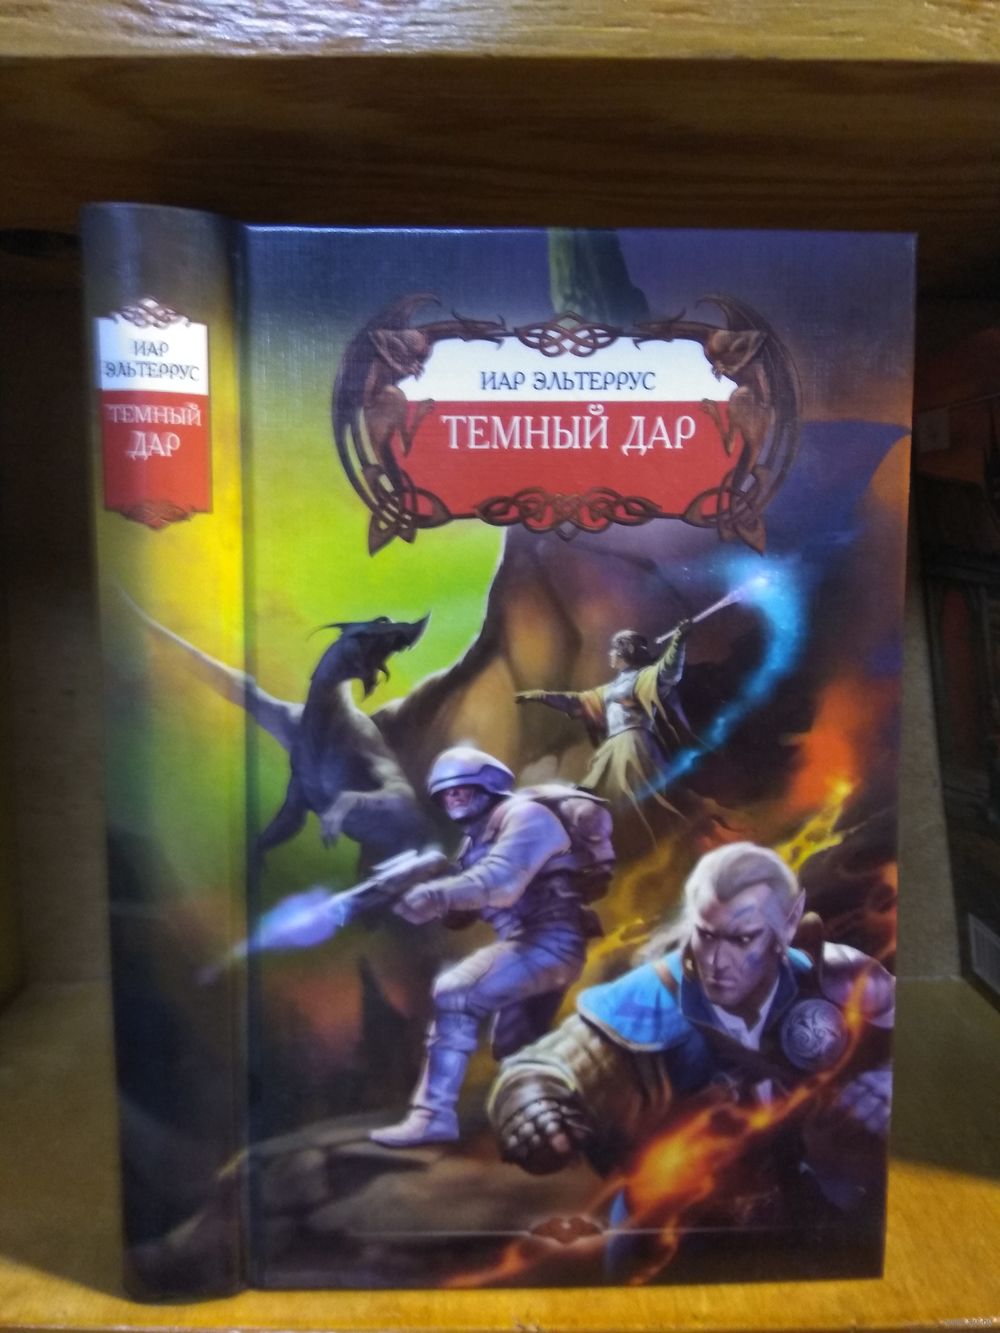 ИАР
ЭЛЬТЕРРУС
ТЕМНЫЙ
ДАР
ИАР ЭЛЬТЕРРУС
ТЕМНЫЙ ДАР